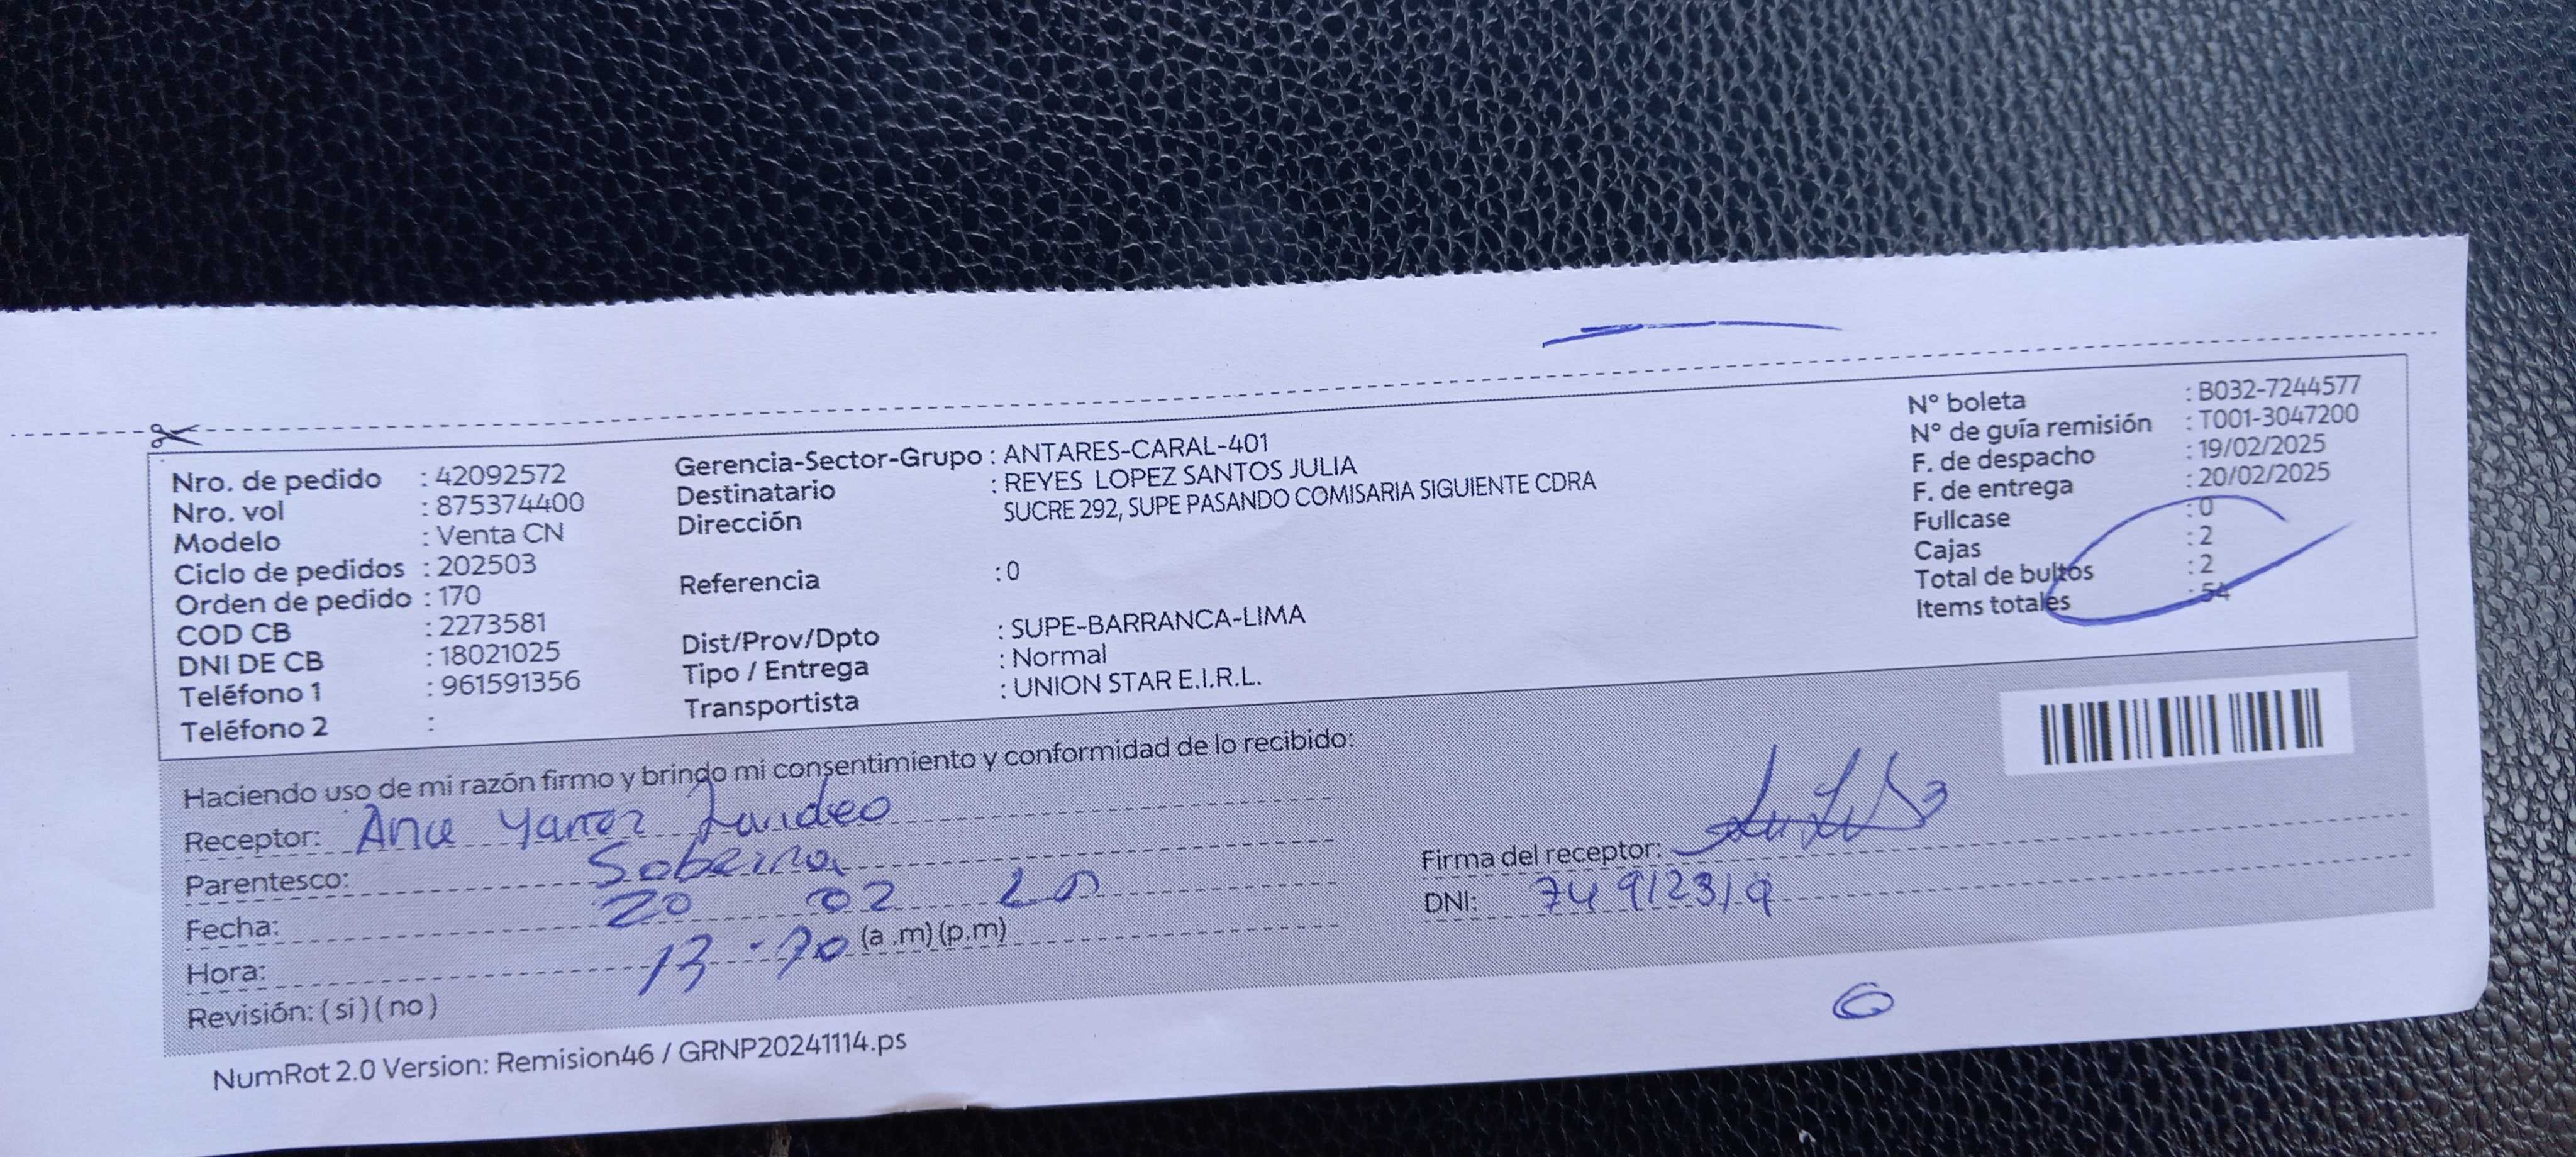 Nro. de pedido : 42092572
Nro. vol : 875374400
Modelo : Venta CN
Ciclo de pedidos : 202503
Orden de pedido : 170
COD CB : 2273581
DNI DE CB : 18021025
Teléfono 1 : 961591356
Teléfono 2 :
Gerencia-Sector-Grupo : ANTARES-CARAL-401
Destinatario : REYES LOPEZ SANTOS JULIA
Dirección SUCRE 292, SUPE PASANDO COMISARIA SIGUIENTE CDRA
Referencia : 0
Dist/Prov/Dpto : SUPE-BARRANCA-LIMA
Tipo / Entrega : Normal
Transportista : UNION STAR E.I.R.L.
N° boleta : B032-7244577
N° de guía remisión : T001-3047200
F. de despacho : 19/02/2025
F. de entrega : 20/02/2025
Fullcase : 0
Cajas : 2
Total de bultos : 2
Items totales : 54
Haciendo uso de mi razón firmo y brindo mi consentimiento y conformidad de lo recibido:
Receptor: Ana Landeo
Parentesco: Sobeina
Fecha: 20 02
Hora: 13 (a .m) (p.m)
Revisión: ( si ) ( no )
Firma del receptor:
DNI: 74912319
NumRot 2.0 Version: Remision46 / GRNP20241114.ps